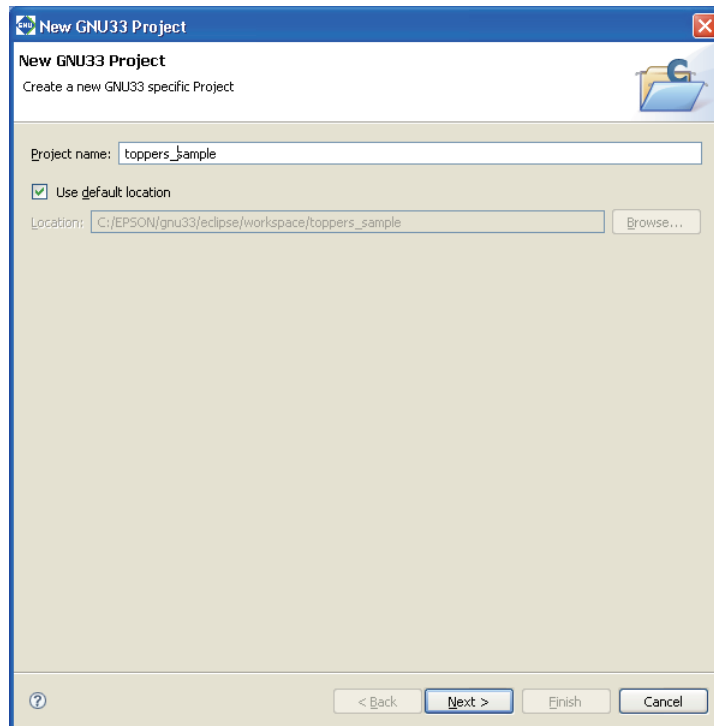 New GNU33 Project
New GNU33 Project
Create a new GNU33 specific Project
Project name: toppers_sample
Use default location
Location: C:/EPSON/gnu33/eclipse/workspace/toppers_sample Browse...
< Back Next > Finish Cancel